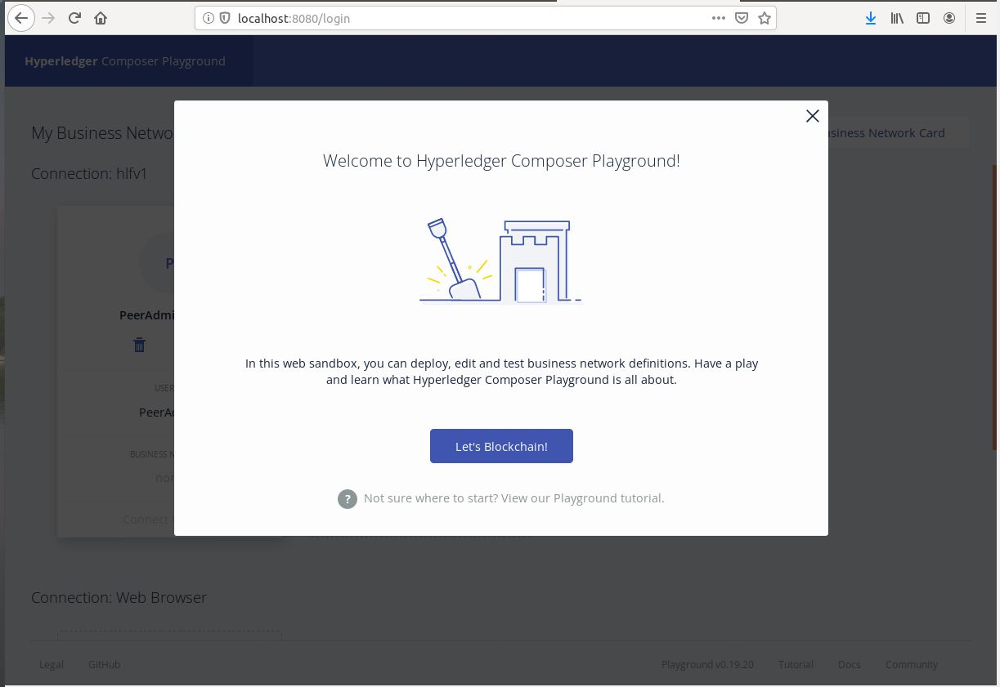 localhost:8080/login
Hyperledger Composer Playground
My Business Netwo
usiness Network Card
Connection: hlfv1
Welcome to Hyperledger Composer Playground!
P
PeerAdmi
In this web sandbox, you can deploy, edit and test business network definitions. Have a play
and learn what Hyperledger Composer Playground is all about.
USER
PeerAd
Let's Blockchain!
BUSINESS N
non
? Not sure where to start? View our Playground tutorial.
Connect
Connection: Web Browser
Legal GitHub Playground v0.19.20 Tutorial Docs Community